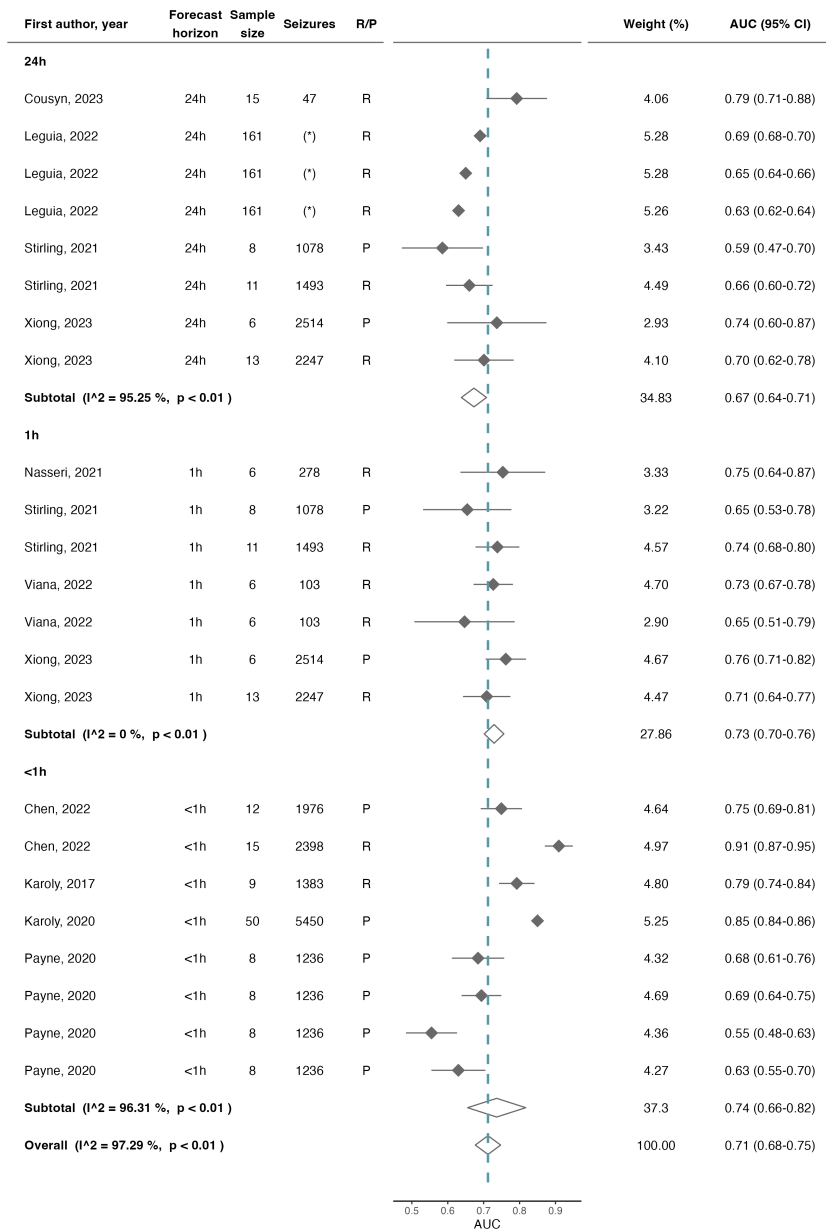 First author, year Forecast horizon Sample size Seizures R/P Weight (%) AUC (95% CI)
24h
Cousyn, 2023 24h 15 47 R 4.06 0.79 (0.71-0.88)
Leguia, 2022 24h 161 (*) R 5.28 0.69 (0.68-0.70)
Leguia, 2022 24h 161 (*) R 5.28 0.65 (0.64-0.66)
Leguia, 2022 24h 161 (*) R 5.26 0.63 (0.62-0.64)
Stirling, 2021 24h 8 1078 P 3.43 0.59 (0.47-0.70)
Stirling, 2021 24h 11 1493 R 4.49 0.66 (0.60-0.72)
Xiong, 2023 24h 6 2514 P 2.93 0.74 (0.60-0.87)
Xiong, 2023 24h 13 2247 R 4.10 0.70 (0.62-0.78)
Subtotal (I^2 = 95.25 %, p < 0.01 ) 34.83 0.67 (0.64-0.71)
1h
Nasseri, 2021 1h 6 278 R 3.33 0.75 (0.64-0.87)
Stirling, 2021 1h 8 1078 P 3.22 0.65 (0.53-0.78)
Stirling, 2021 1h 11 1493 R 4.57 0.74 (0.68-0.80)
Viana, 2022 1h 6 103 R 4.70 0.73 (0.67-0.78)
Viana, 2022 1h 6 103 R 2.90 0.65 (0.51-0.79)
Xiong, 2023 1h 6 2514 P 4.67 0.76 (0.71-0.82)
Xiong, 2023 1h 13 2247 R 4.47 0.71 (0.64-0.77)
Subtotal (I^2 = 0 %, p < 0.01 ) 27.86 0.73 (0.70-0.76)
<1h
Chen, 2022 <1h 12 1976 P 4.64 0.75 (0.69-0.81)
Chen, 2022 <1h 15 2398 R 4.97 0.91 (0.87-0.95)
Karoly, 2017 <1h 9 1383 R 4.80 0.79 (0.74-0.84)
Karoly, 2020 <1h 50 5450 P 5.25 0.85 (0.84-0.86)
Payne, 2020 <1h 8 1236 P 4.32 0.68 (0.61-0.76)
Payne, 2020 <1h 8 1236 P 4.69 0.69 (0.64-0.75)
Payne, 2020 <1h 8 1236 P 4.36 0.55 (0.48-0.63)
Payne, 2020 <1h 8 1236 P 4.27 0.63 (0.55-0.70)
Subtotal (I^2 = 96.31 %, p < 0.01 ) 37.3 0.74 (0.66-0.82)
Overall (I^2 = 97.29 %, p < 0.01 ) 100.00 0.71 (0.68-0.75)
0.5 0.6 0.7 0.8 0.9
AUC